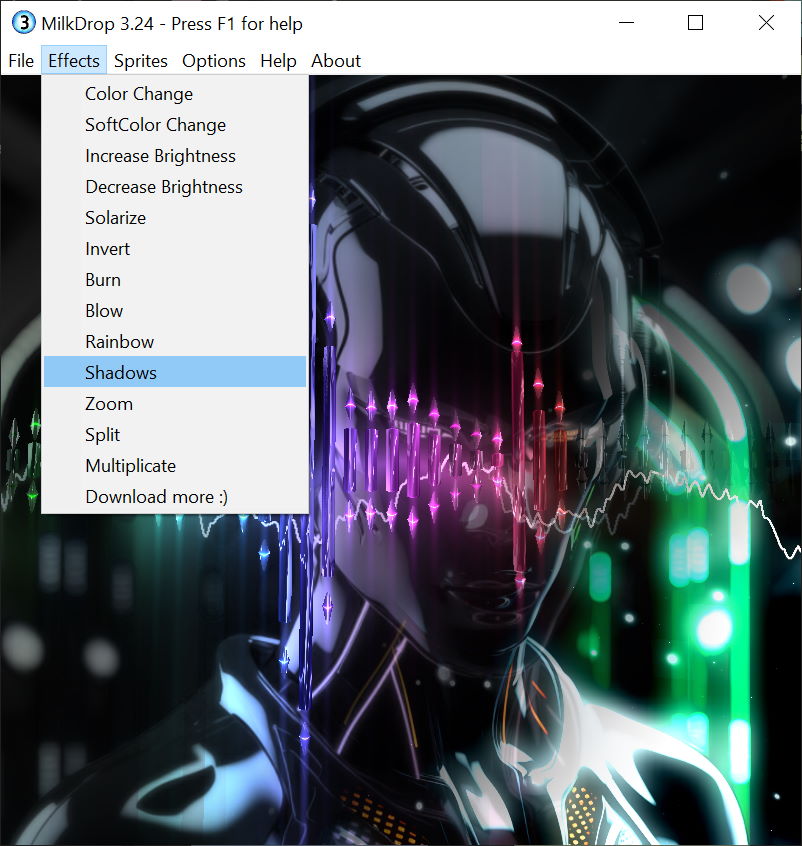 3 MilkDrop 3.24 - Press F1 for help
File Effects Sprites Options Help About
Color Change
SoftColor Change
Increase Brightness
Decrease Brightness
Solarize
Invert
Burn
Blow
Rainbow
Shadows
Zoom
Split
Multiplicate
Download more :)